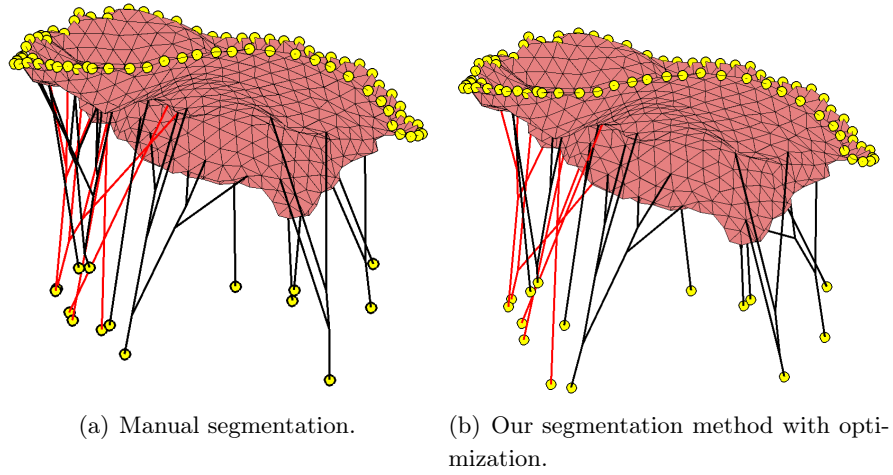 (a) Manual segmentation.
(b) Our segmentation method with opti-
mization.